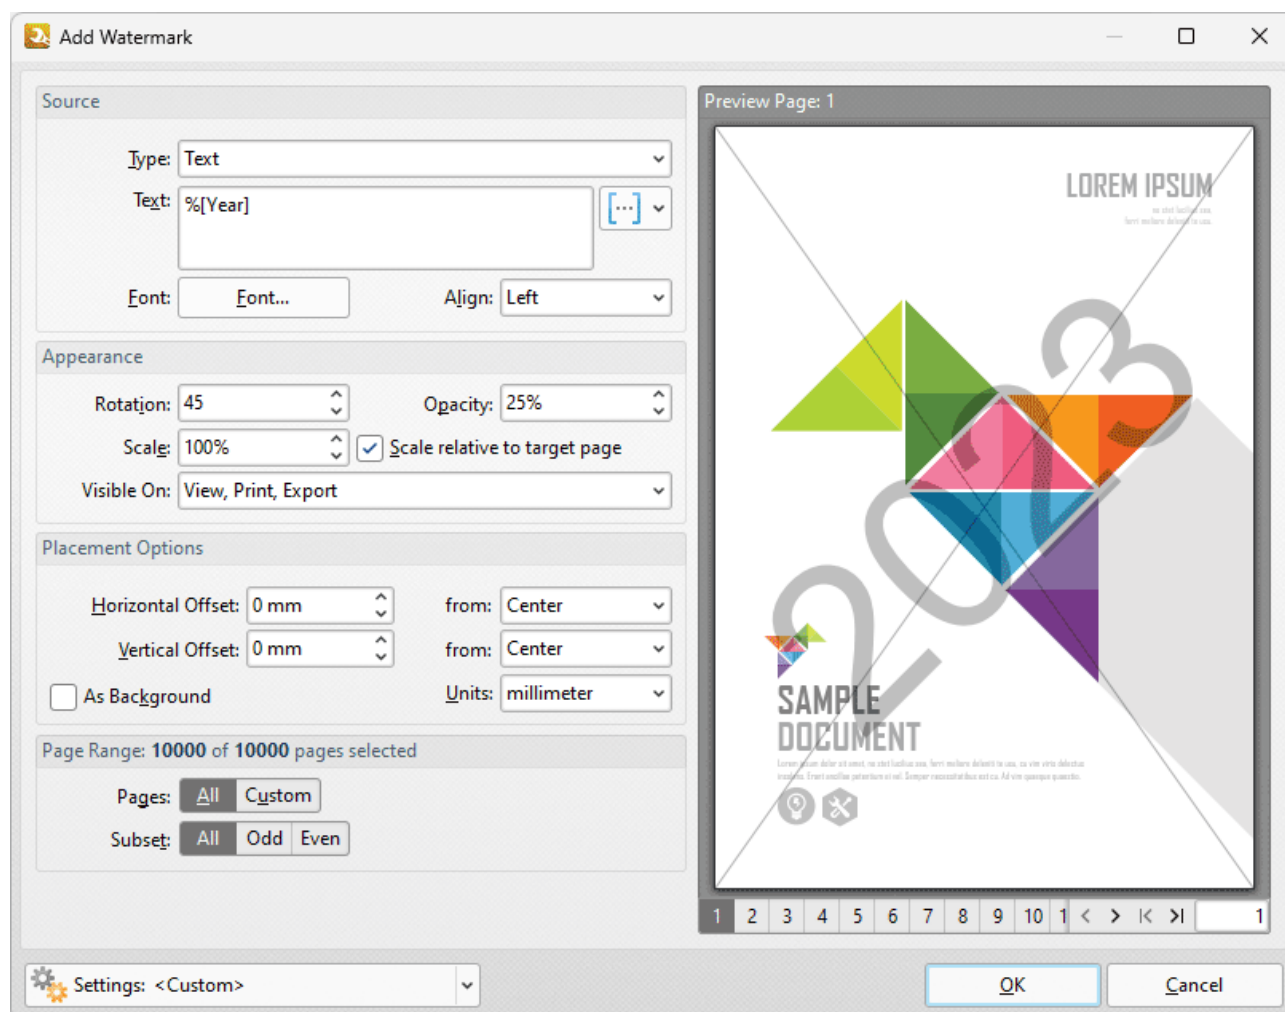 Add Watermark
Source
Type: Text
Text: %[Year]
Font: Font... Align: Left
Appearance
Rotation: 45 Opacity: 25%
Scale: 100% Scale relative to target page
Visible On: View, Print, Export
Placement Options
Horizontal Offset: 0 mm from: Center
Vertical Offset: 0 mm from: Center
As Background Units: millimeter
Page Range: 10000 of 10000 pages selected
Pages: All Custom
Subset: All Odd Even
Settings: <Custom>
Preview Page: 1
LOREM IPSUM
2023
SAMPLE
DOCUMENT
1 2 3 4 5 6 7 8 9 10 1 1
OK Cancel